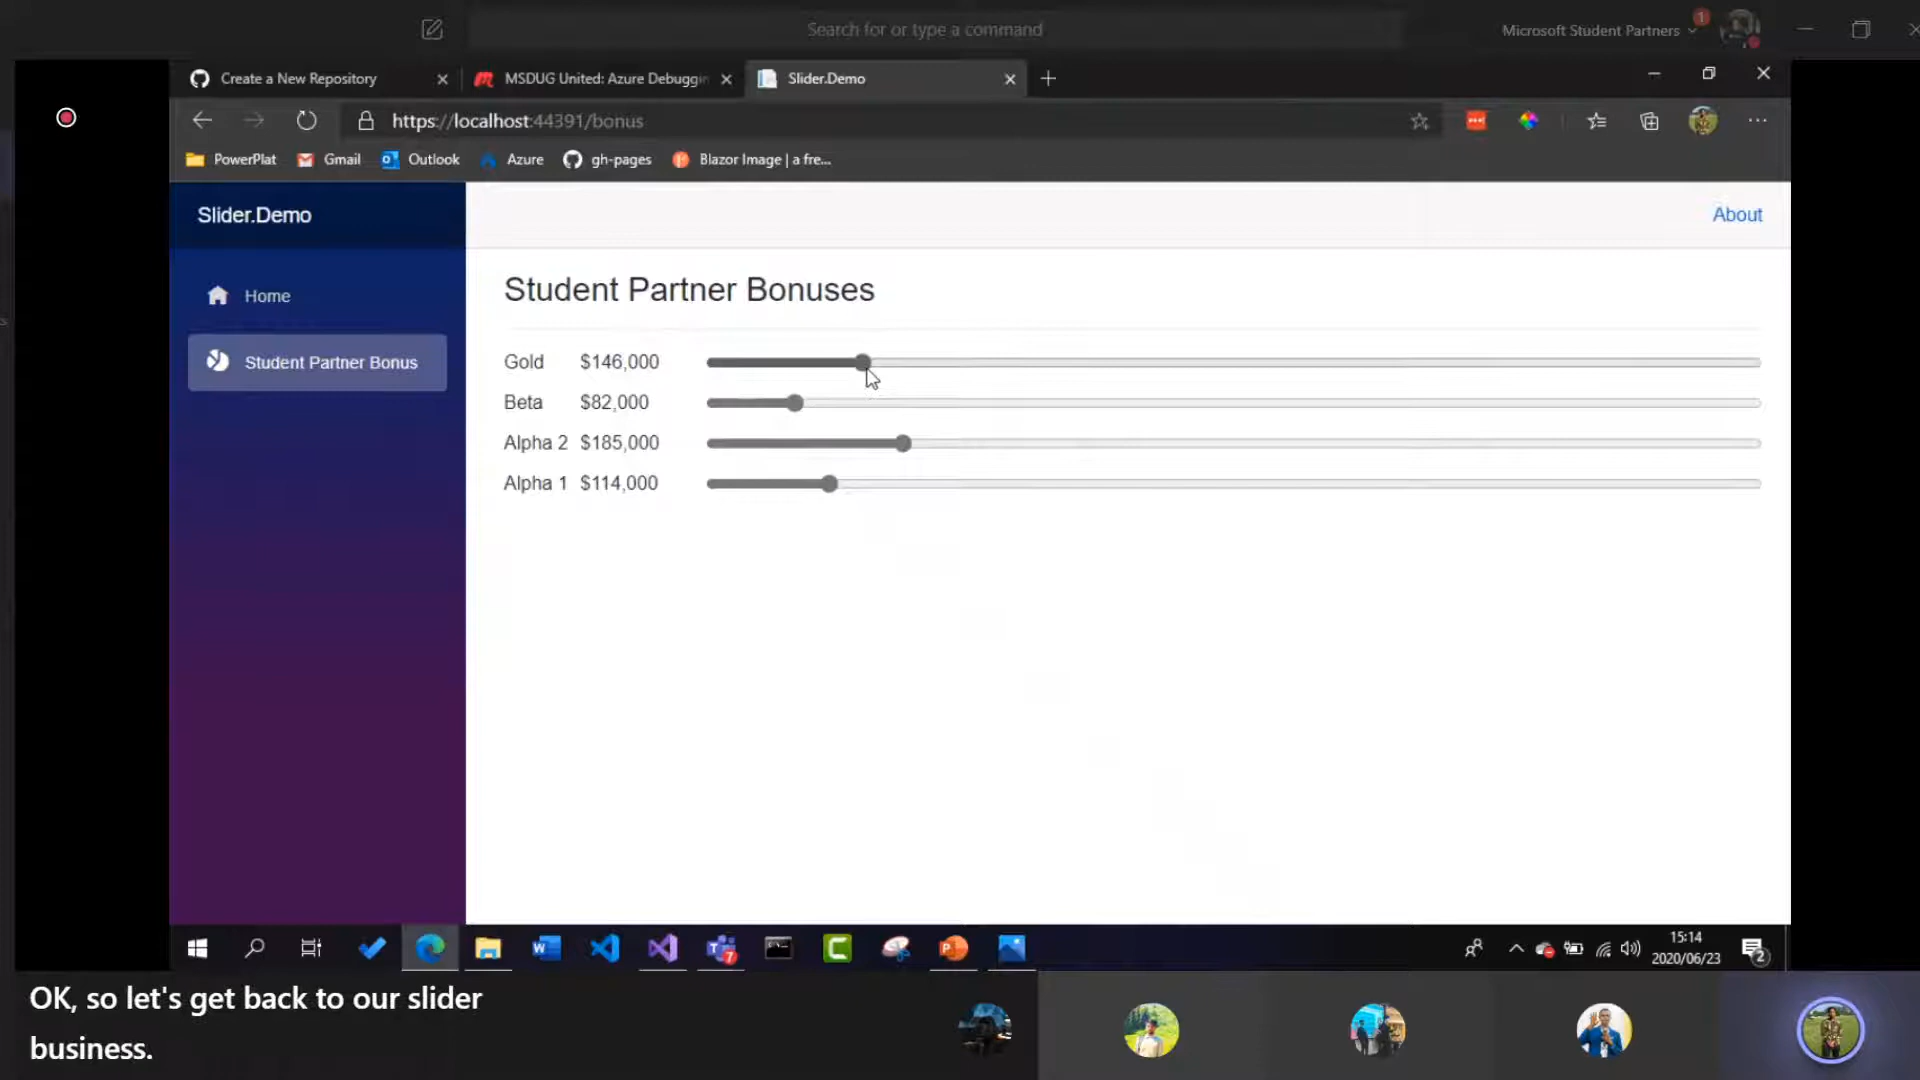 Search for or type a command
Microsoft Student Partners
1
Create a New Repository
MSDUG United: Azure Debuggin
Slider.Demo
https://localhost:44391/bonus
PowerPlat
Gmail
Outlook
Azure
gh-pages
Blazor Image | a fre...
Slider.Demo
About
Home
Student Partner Bonus
Student Partner Bonuses
Gold $146,000
Beta $82,000
Alpha 2 $185,000
Alpha 1 $114,000
7
15:14
2020/06/23
2
OK, so let's get back to our slider
business.